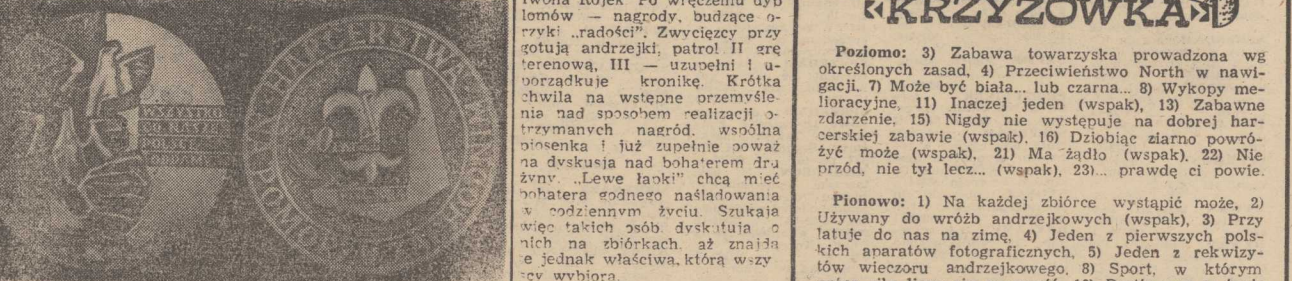 WSZYSTKO
CO NASZE
POLSCE
ODDAMY
HARCERSTWA
Iwona Rojek Po wręczeniu dyp
lomów — nagrody, budzące o-
rzyki „radości". Zwycięzcy przy
gotują andrzejki, patrol II grę
terenową, III — uzupełni i u-
porządkuje kronikę. Krótka
chwila na wstępne przemyśle-
nia nad sposobem realizacji o-
trzymanych nagród, wspólna
piosenka i już zupełnie poważ
na dyskusja nad bohaterem dru
żyny. „Lewe łapki" chcą mieć
bohatera godnego naśladowania
w codziennym życiu. Szukają
więc takich osób, dyskutują o
nich na zbiórkach, aż znajdą
te jednak właściwą, którą wszy
scy wybiorą.
«KRZYŻÓWKA»
Poziomo: 3) Zabawa towarzyska prowadzona wg
określonych zasad, 4) Przeciwieństwo North w nawi-
gacji. 7) Może być biała... lub czarna... 8) Wykopy me-
lioracyjne, 11) Inaczej jeden (wspak), 13) Zabawne
zdarzenie, 15) Nigdy nie występuje na dobrej har-
cerskiej zabawie (wspak), 16) Dziobiąc ziarno powró-
żyć może (wspak), 21) Ma żądło (wspak), 22) Nie
przód, nie tył lecz... (wspak), 23)... prawdę ci powie.
Pionowo: 1) Na każdej zbiórce wystąpić może, 2)
Używany do wróżb andrzejkowych (wspak), 3) Przy
latuje do nas na zimę, 4) Jeden z pierwszych pols-
kich aparatów fotograficznych, 5) Jeden z rekwizy-
tów wieczoru andrzejkowego, 8) Sport, w którym